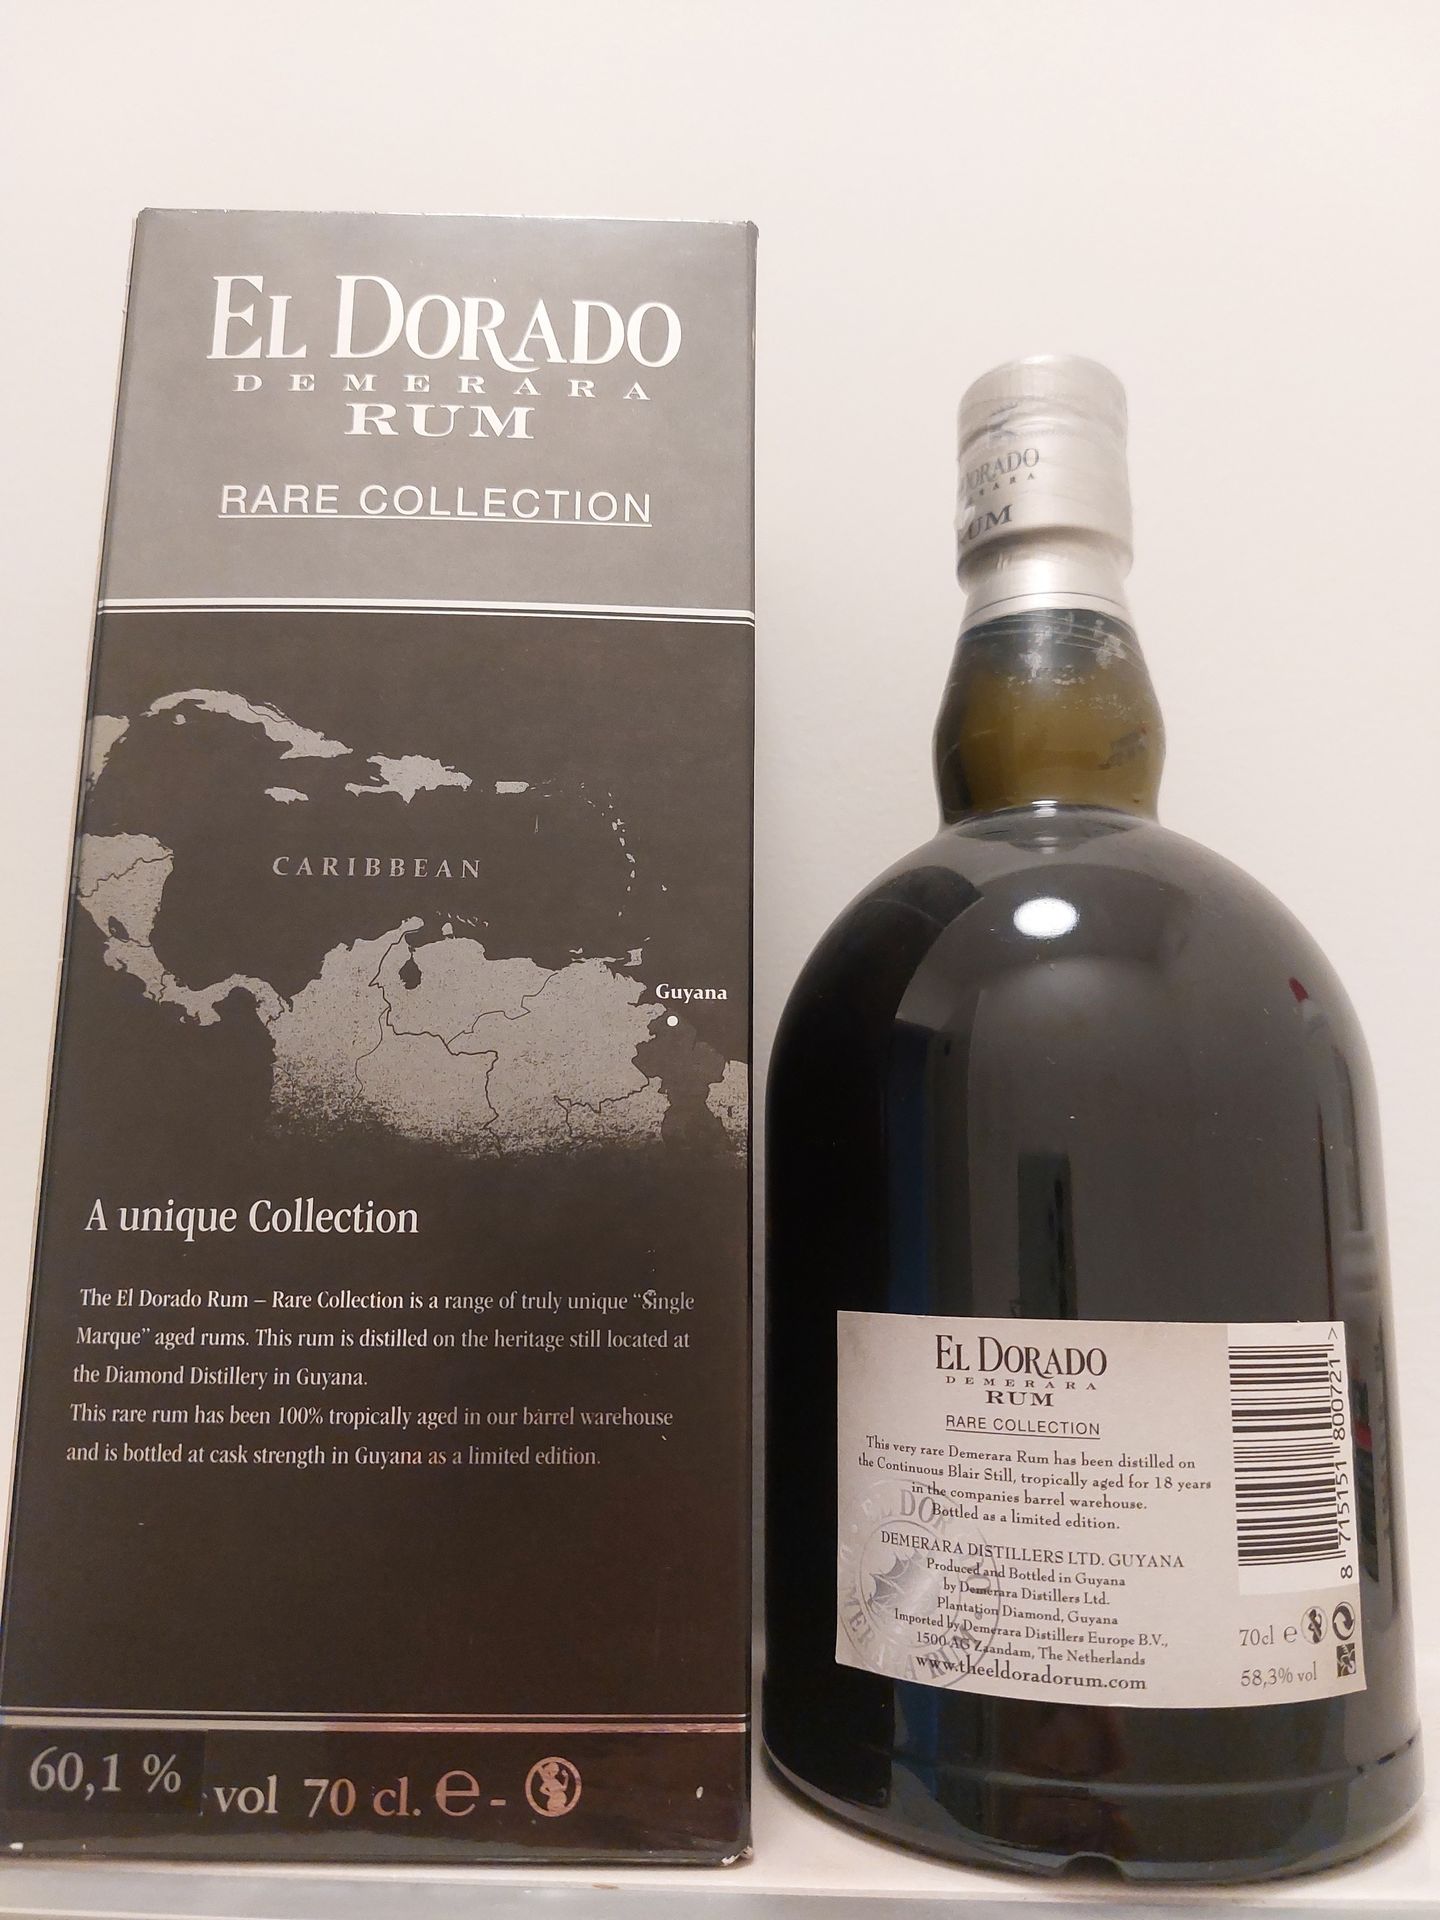 EL DORADO
DEMERARA
RUM
RARE COLLECTION
CARIBBEAN
Guyana
A unique Collection
The El Dorado Rum – Rare Collection is a range of truly unique “Single
Marque” aged rums. This rum is distilled on the heritage still located at
the Diamond Distillery in Guyana.
This rare rum has been 100% tropically aged in our barrel warehouse
and is bottled at cask strength in Guyana as a limited edition.
60,1 % vol 70 cl. e -
DORADO
RUM
EL DORADO
DEMERARA
RUM
RARE COLLECTION
This very rare Demerara Rum has been distilled on
the Continuous Blair Still, tropically aged for 18 years
in the companies barrel warehouse.
Bottled as a limited edition.
DEMERARA DISTILLERS LTD. GUYANA
Produced and Bottled in Guyana
by Demerara Distillers Ltd.
Plantation Diamond, Guyana
Imported by Demerara Distillers Europe B.V.,
1500 AG Zaandam, The Netherlands
www.theeldoradorum.com
EL DORADO
DEMERARA RUM
8 715151 800721 >
70cl e
58,3% vol